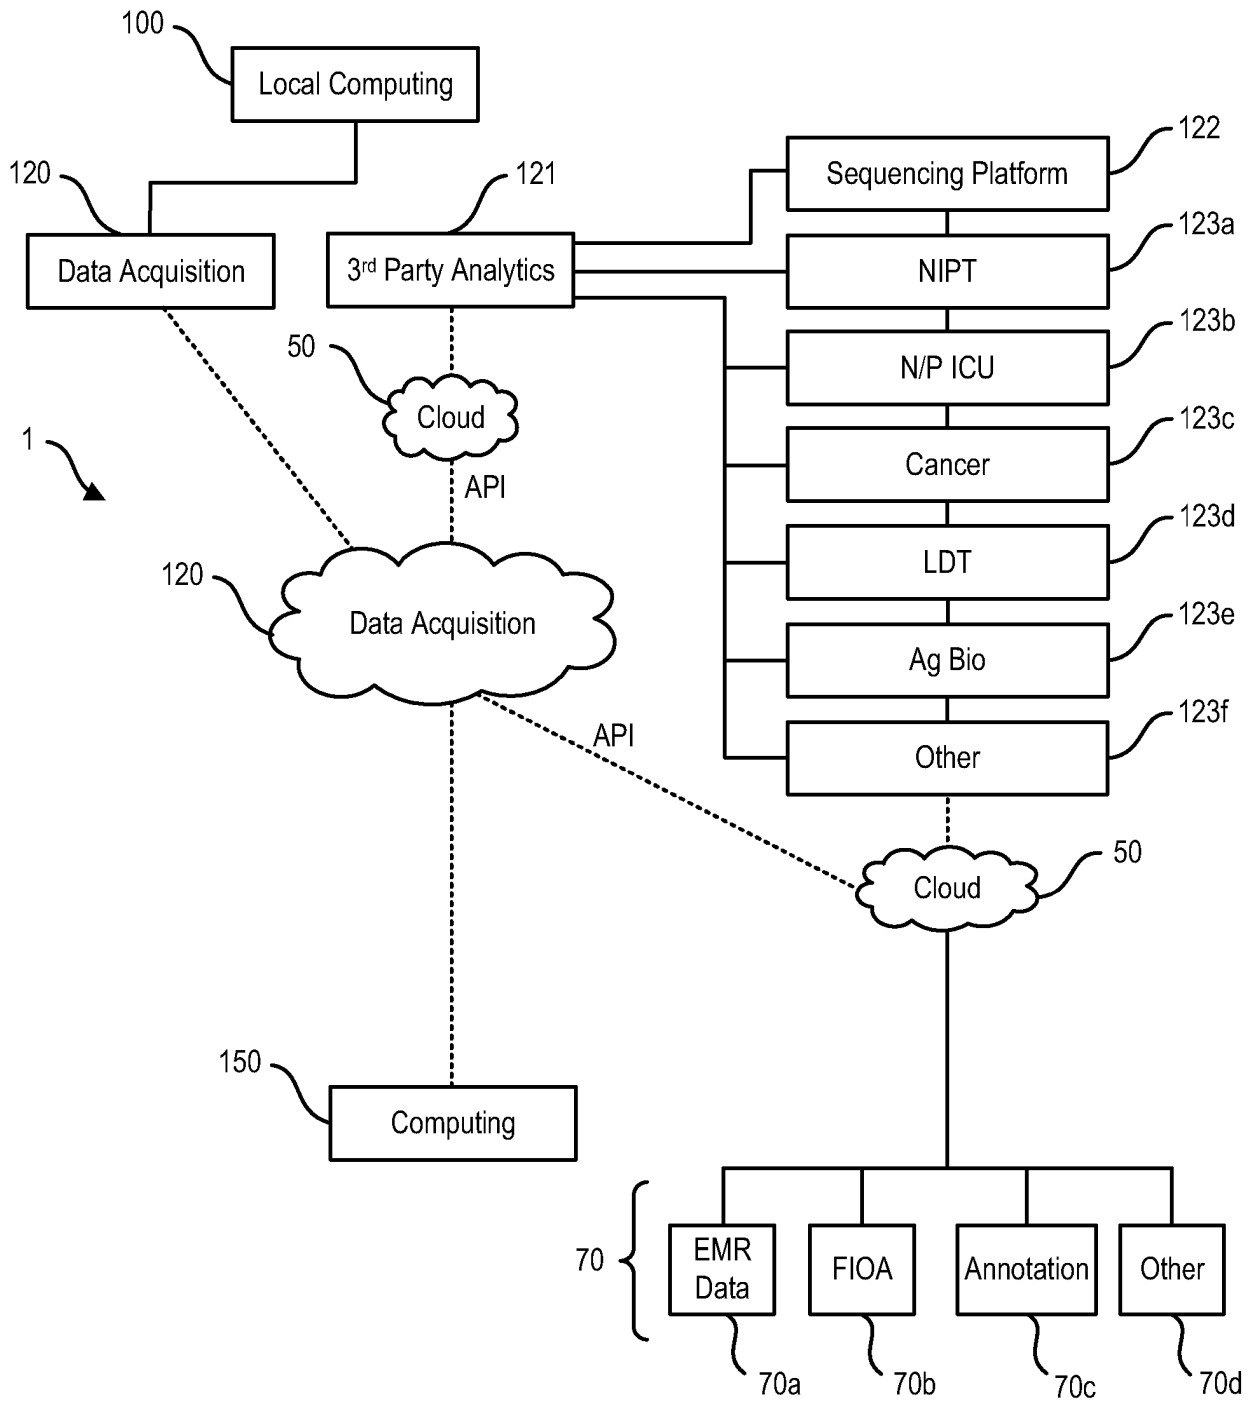 100
Local Computing
120
121
122
Sequencing Platform
123a
Data Acquisition
3rd Party Analytics
NIPT
50
123b
N/P ICU
Cloud
123c
1
API
Cancer
123d
120
LDT
Data Acquisition
123e
Ag Bio
123f
API
Other
50
Cloud
150
Computing
70
EMR
Data
FIOA
Annotation
Other
70a
70b
70c
70d